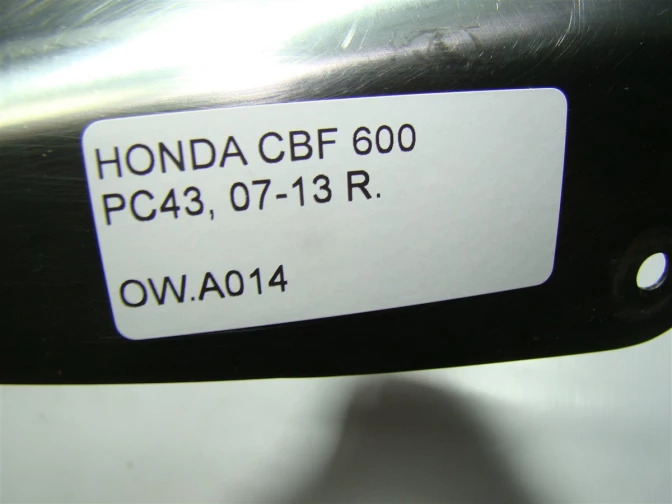 HONDA CBF 600
PC43, 07-13 R.
OW.A014